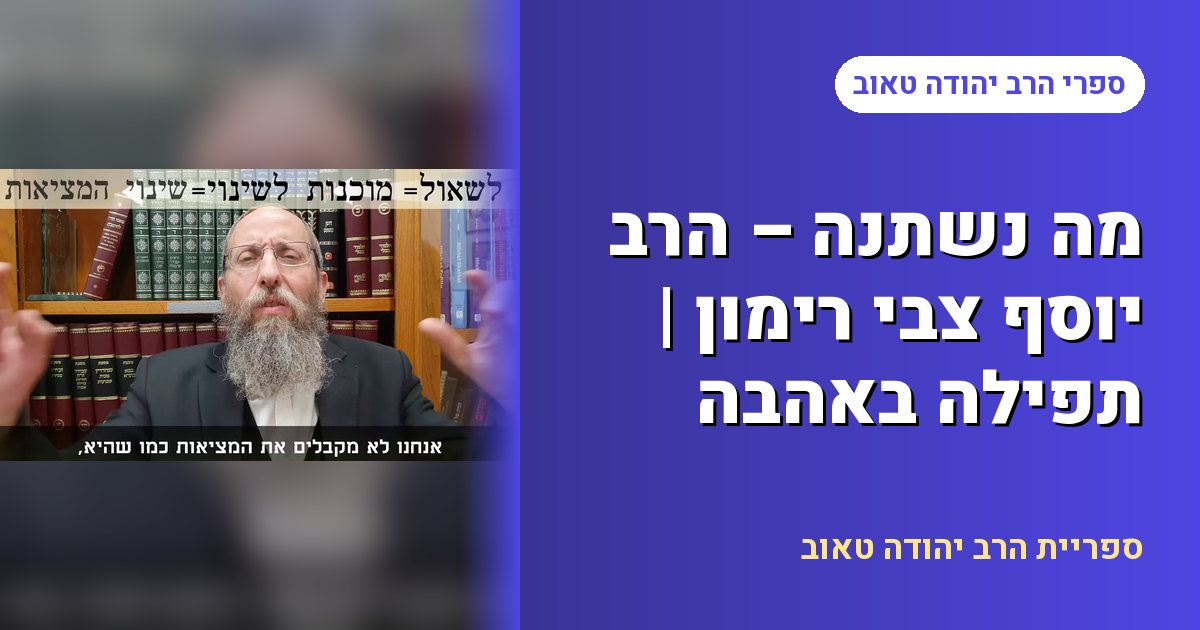 ספרי הרב יהודה טאוב
מה נשתנה – הרב
יוסף צבי רימון |
תפילה באהבה
ספריית הרב יהודה טאוב
לשאול= מוכנות לשינוי=שינוי המציאות
אנחנו לא מקבלים את המציאות כמו שהיא,